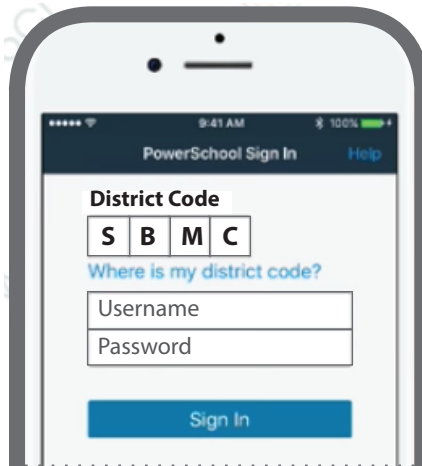 9:41 AM 100%
PowerSchool Sign In Help
District Code
S B M C
Where is my district code?
Username
Password
Sign In